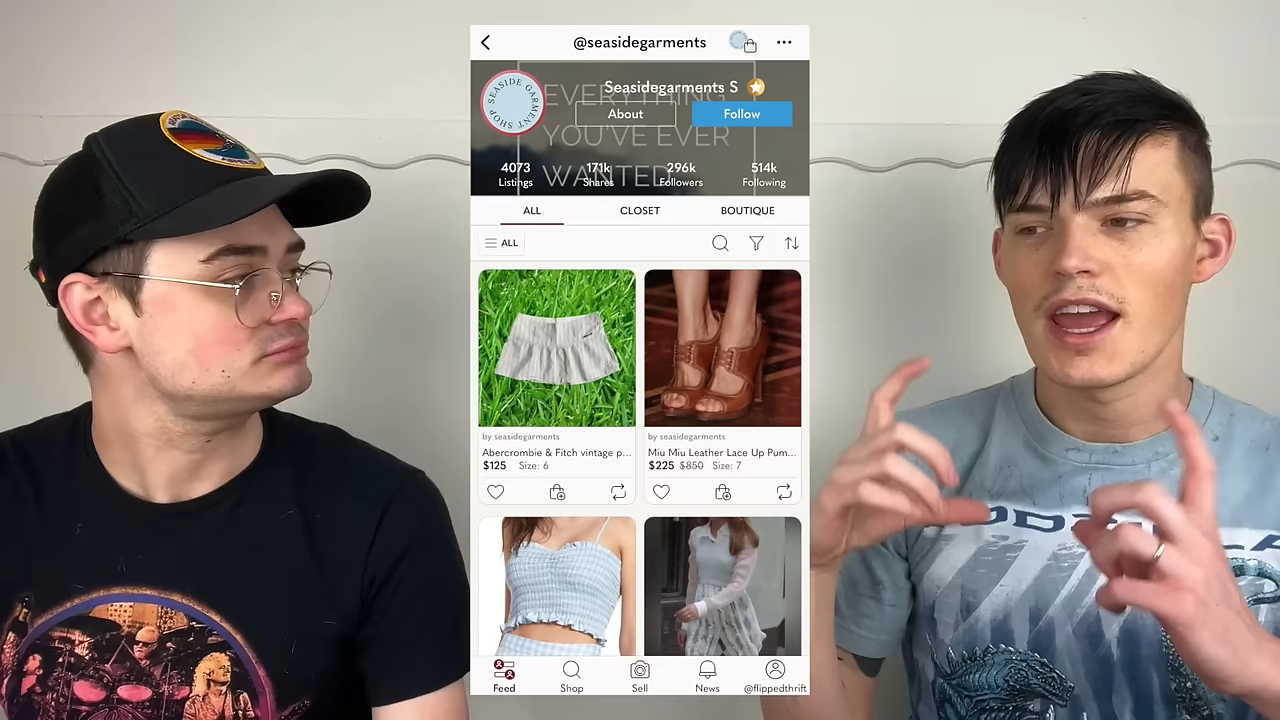 @seasidegarments
SEASIDE GARMENT SHOP
Seasidegarments S
EVERYTHING
About
Follow
YOU'VE EVER
WANTED
4073
171k
296k
514k
Listings
Shares
Followers
Following
ALL
CLOSET
BOUTIQUE
ALL
by seasidegarments
by seasidegarments
Abercrombie & Fitch vintage p...
Miu Miu Leather Lace Up Pum...
$125 Size: 6
$225 $850 Size: 7
Feed
Shop
Sell
News
@flippedthrift